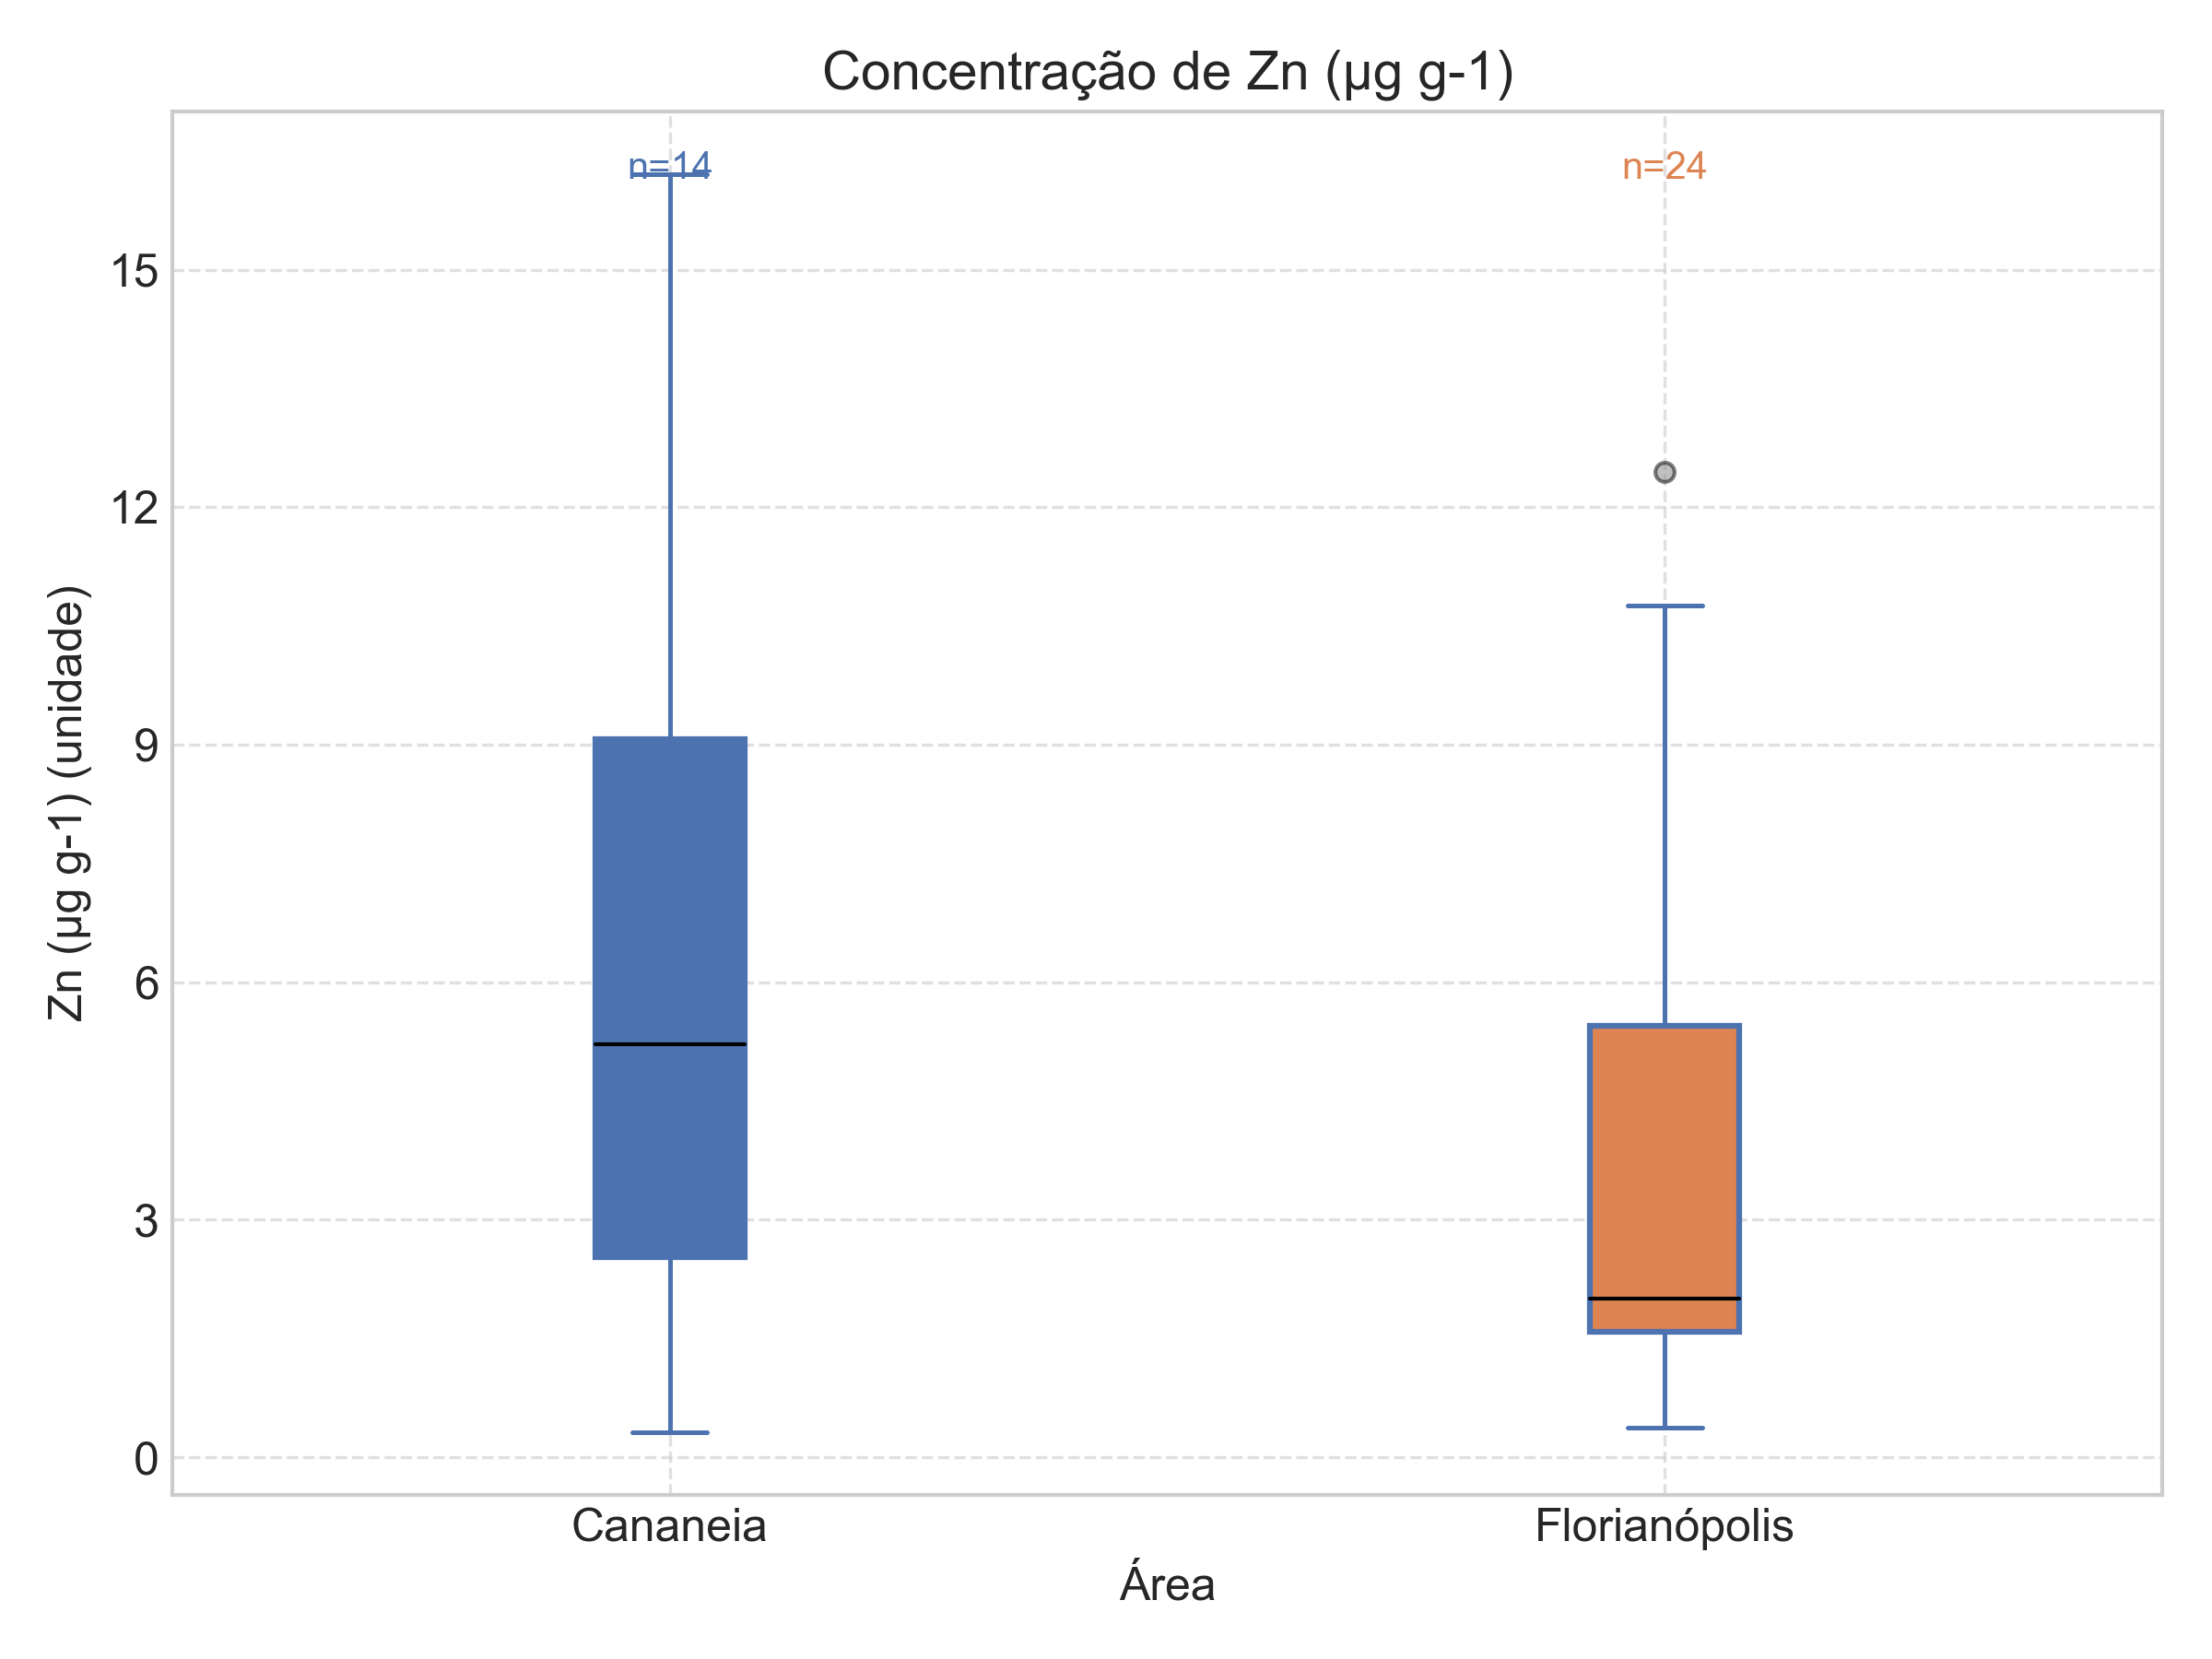 Concentração de Zn (µg g-1)
n=14
n=24
15
12
9
6
3
0
Zn (µg g-1) (unidade)
Cananeia
Florianópolis
Área